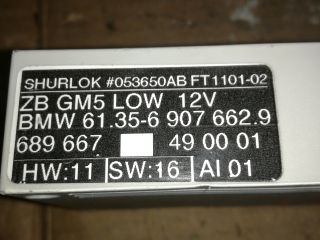 SHURLOK #053650AB FT1101-02
ZB GM5 LOW 12V
BMW 61.35-6 907 662.9
689 667 49 00 01
HW:11 SW:16 AI 01